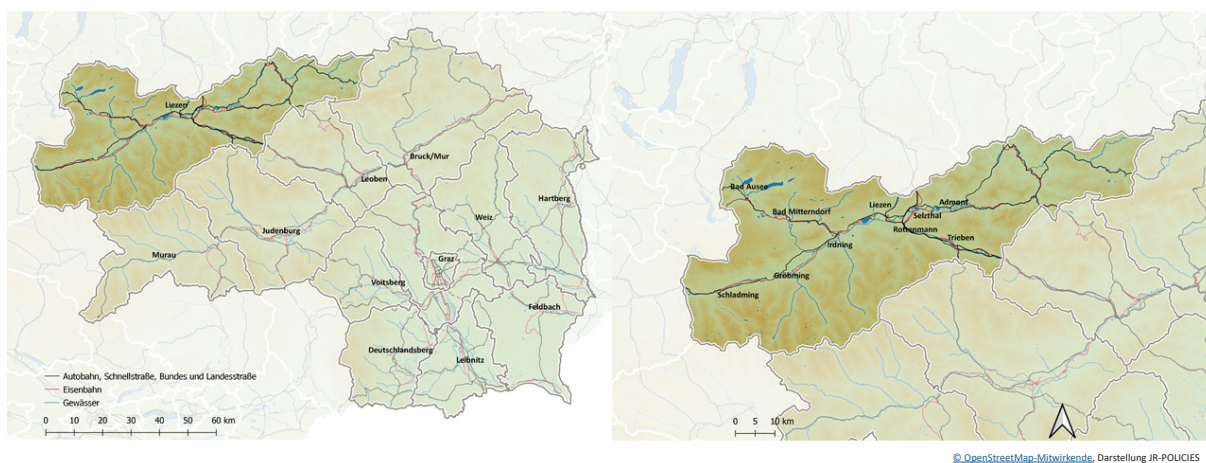 Liezen
Bruck/Mur
Leoben
Hartberg
Weiz
Judenburg
Murau
Graz
Voitsberg
Feldbach
Deutschlandsberg
Leibnitz
Autobahn, Schnellstraße, Bundes und Landesstraße
Eisenbahn
Gewässer
0 10 20 30 40 50 60 km
Bad Ausee
Bad Mitterndorf
Liezen
Admont
Selzthal
Rottenmann
Irdning
Trieben
Gröbming
Schladming
0 5 10 km
© OpenStreetMap-Mitwirkende, Darstellung JR-POLICIES